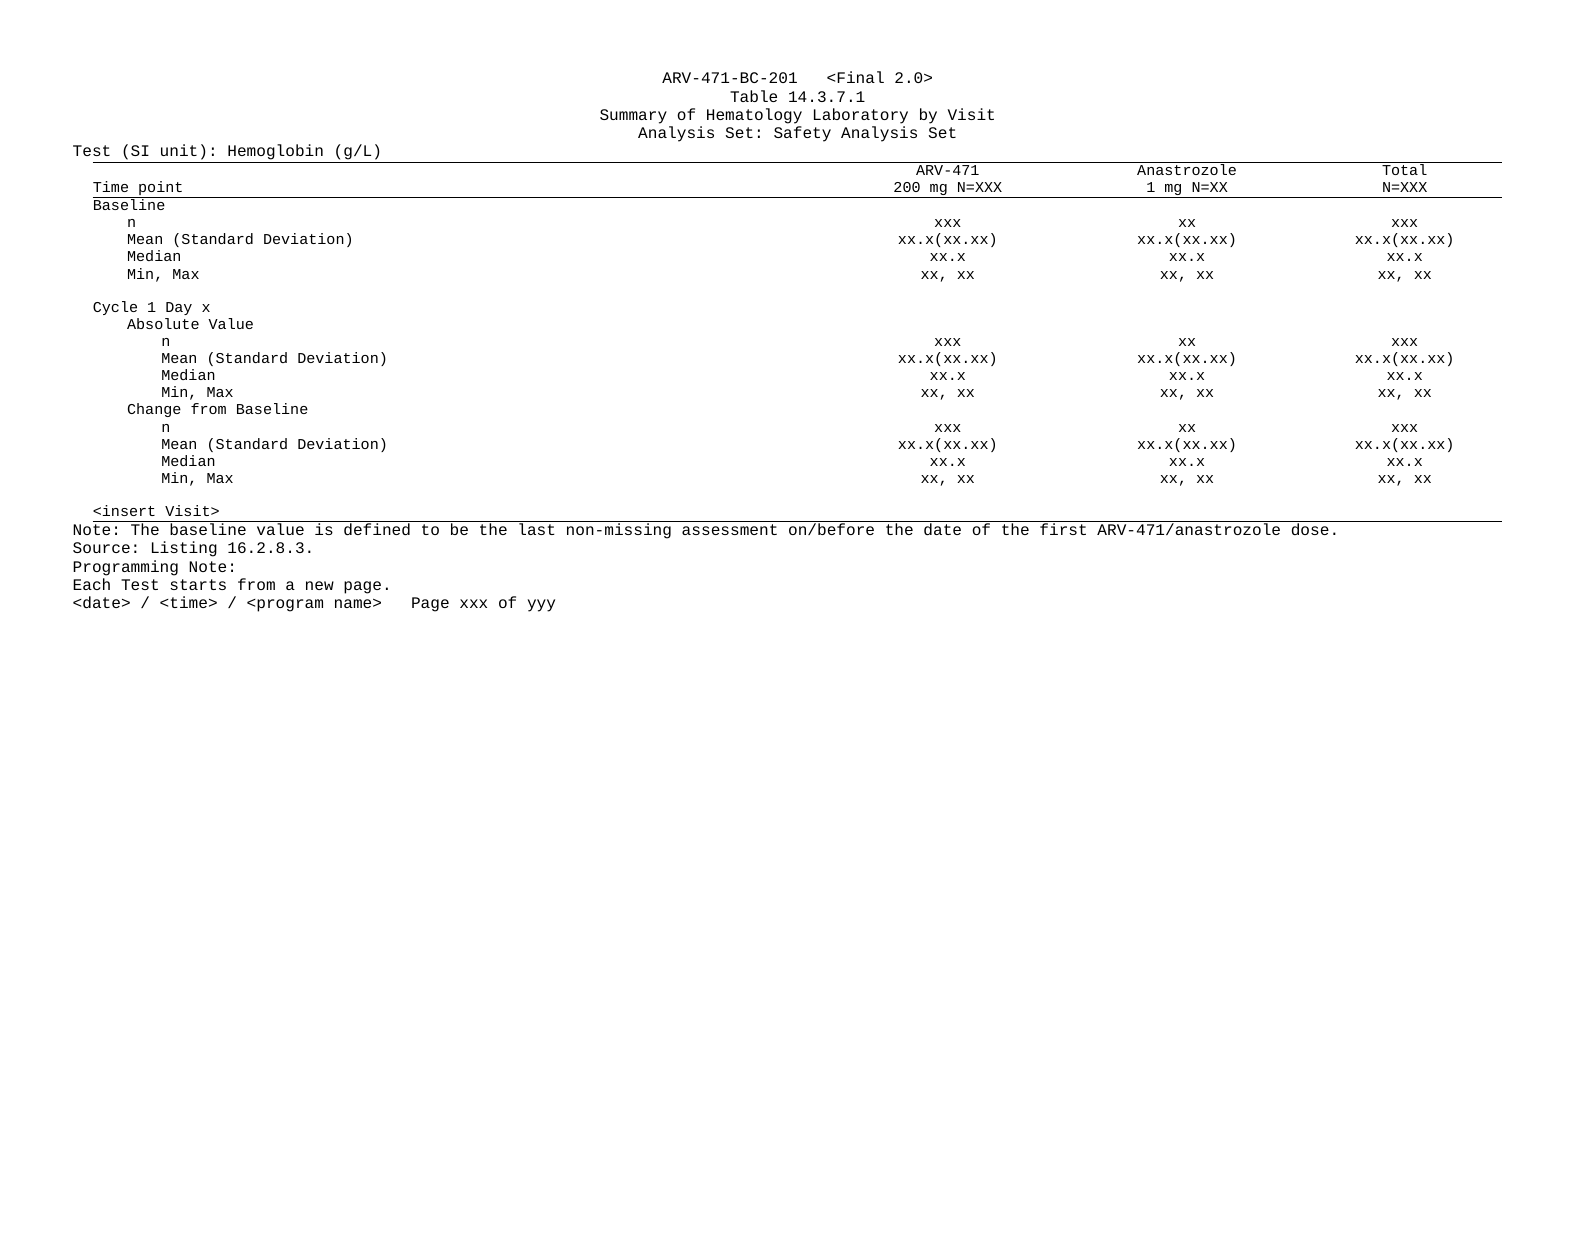 ARV-471-BC-201   <Final 2.0>
Table 14.3.7.1
Summary of Hematology Laboratory by Visit
Analysis Set: Safety Analysis Set
Test (SI unit): Hemoglobin (g/L)
ARV-471 Anastrozole Total
Time point 200 mg N=XXX 1 mg N=XX N=XXX
Baseline
n xxx xx xxx
Mean (Standard Deviation) xx.x(xx.xx) xx.x(xx.xx) xx.x(xx.xx)
Median xx.x xx.x xx.x
Min, Max xx, xx xx, xx xx, xx
Cycle 1 Day x
Absolute Value
n xxx xx xxx
Mean (Standard Deviation) xx.x(xx.xx) xx.x(xx.xx) xx.x(xx.xx)
Median xx.x xx.x xx.x
Min, Max xx, xx xx, xx xx, xx
Change from Baseline
n xxx xx xxx
Mean (Standard Deviation) xx.x(xx.xx) xx.x(xx.xx) xx.x(xx.xx)
Median xx.x xx.x xx.x
Min, Max xx, xx xx, xx xx, xx
<insert Visit>
Note: The baseline value is defined to be the last non-missing assessment on/before the date of the first ARV-471/anastrozole dose.
Source: Listing 16.2.8.3.
Programming Note:
Each Test starts from a new page.
<date> / <time> / <program name>   Page xxx of yyy